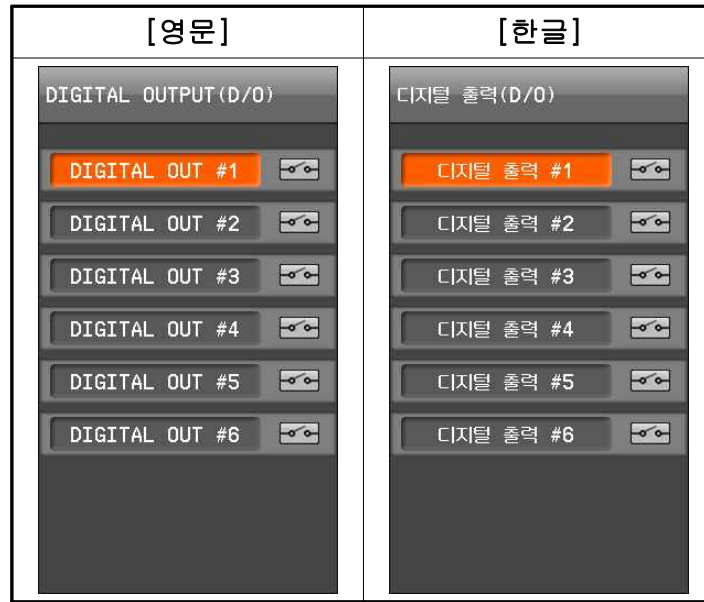 [영문]
[한글]
DIGITAL OUTPUT(D/O)
DIGITAL OUT #1
DIGITAL OUT #2
DIGITAL OUT #3
DIGITAL OUT #4
DIGITAL OUT #5
DIGITAL OUT #6
디지털 출력(D/O)
디지털 출력 #1
디지털 출력 #2
디지털 출력 #3
디지털 출력 #4
디지털 출력 #5
디지털 출력 #6